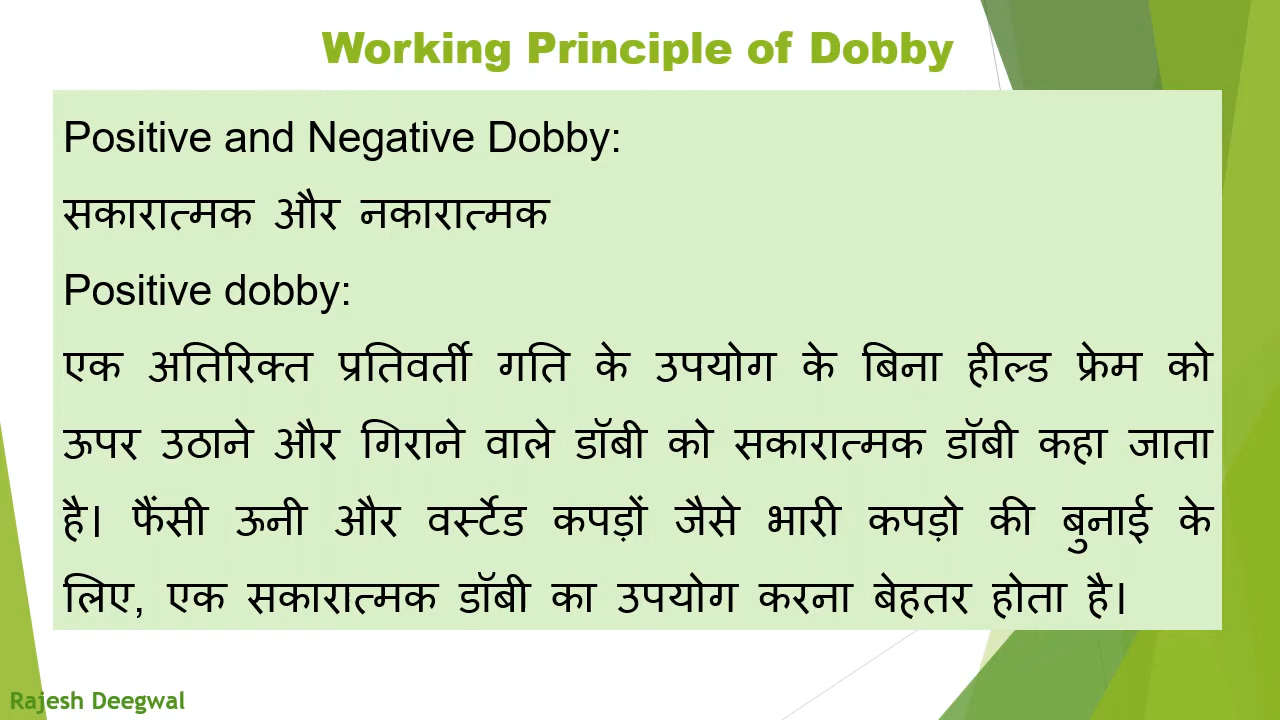 Working Principle of Dobby
Positive and Negative Dobby:
सकारात्मक और नकारात्मक
Positive dobby:
एक अतिरिक्त प्रतिवर्ती गति के उपयोग के बिना हील्ड फ्रेम को
ऊपर उठाने और गिराने वाले डॉबी को सकारात्मक डॉबी कहा जाता
है। फैंसी ऊनी और वर्स्टेड कपड़ों जैसे भारी कपड़ो की बुनाई के
लिए, एक सकारात्मक डॉबी का उपयोग करना बेहतर होता है।
Rajesh Deegwal